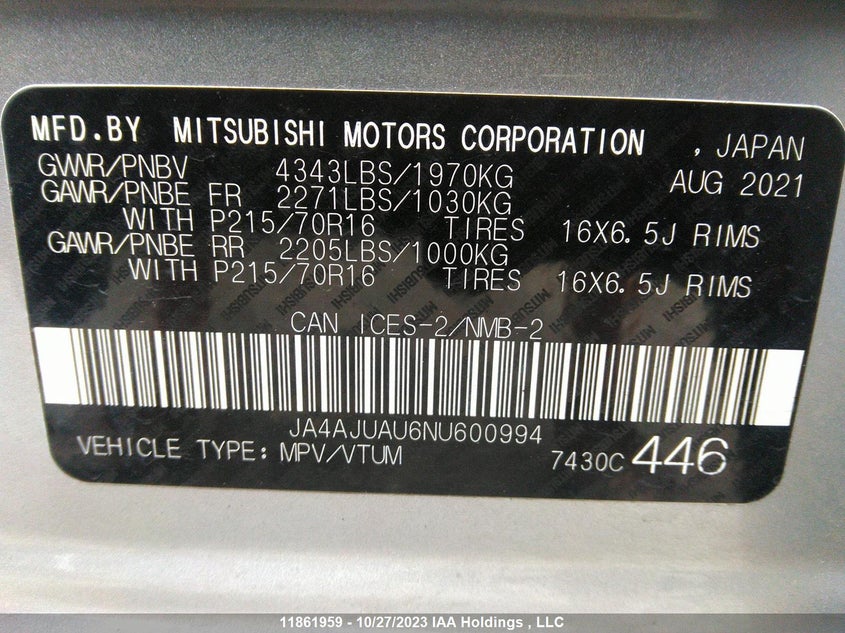 MFD.BY MITSUBISHI MOTORS CORPORATION , JAPAN
GVWR/PNBV 4343LBS/1970KG AUG 2021
GAWR/PNBE FR 2271LBS/1030KG
WITH P215/70R16 TIRES 16X6.5J RIMS
GAWR/PNBE RR 2205LBS/1000KG
WITH P215/70R16 TIRES 16X6.5J RIMS
CAN ICES-2/NMB-2
JA4AJUAU6NU600994
VEHICLE TYPE: MPV/VTUM 7430C 446
11861959 - 10/27/2023 IAA Holdings , LLC